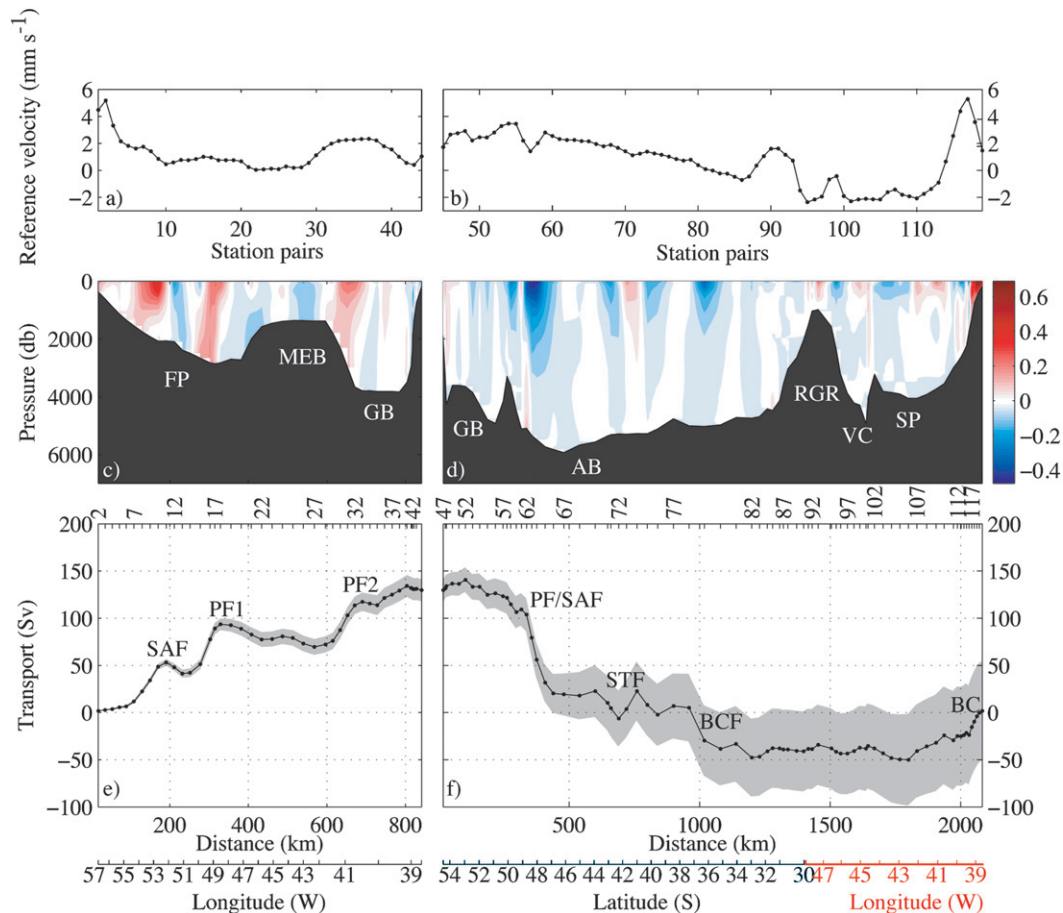 Reference velocity (mm s⁻¹)
6
4
2
0
−2
a)
10 20 30 40
Station pairs
b)
50 60 70 80 90 100 110
Station pairs
6
4
2
0
−2
Pressure (db)
0
2000
4000
6000
c)
FP
MEB
GB
d)
GB
AB
RGR
VC
SP
0.6
0.4
0.2
0
−0.2
−0.4
2 7 12 17 22 27 32 37 42
47 52 57 62 67 72 77 82 87 92 97 102 107 112 117
Transport (Sv)
200
150
100
50
0
−50
−100
e)
SAF
PF1
PF2
200 400 600 800
Distance (km)
f)
PF/SAF
STF
BCF
BC
200
150
100
50
0
−50
−100
500 1000 1500 2000
Distance (km)
57 55 53 51 49 47 45 43 41 39
Longitude (W)
54 52 50 48 46 44 42 40 38 36 34 32 30
Latitude (S)
47 45 43 41 39
Longitude (W)